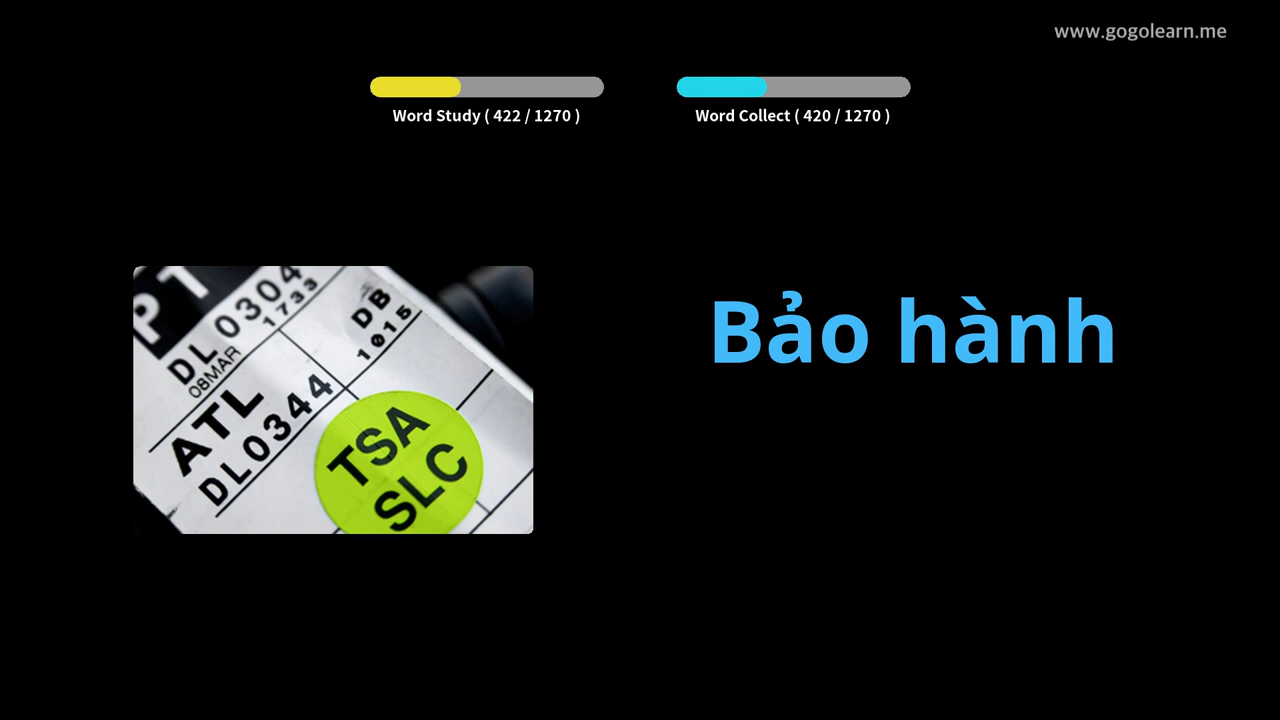 www.gogolearn.me
Word Study ( 422 / 1270 )
Word Collect ( 420 / 1270 )
P1
DL0304
1733
08MAR
DB
1015
ATL
DL0344
TSA
SLC
Bảo hành